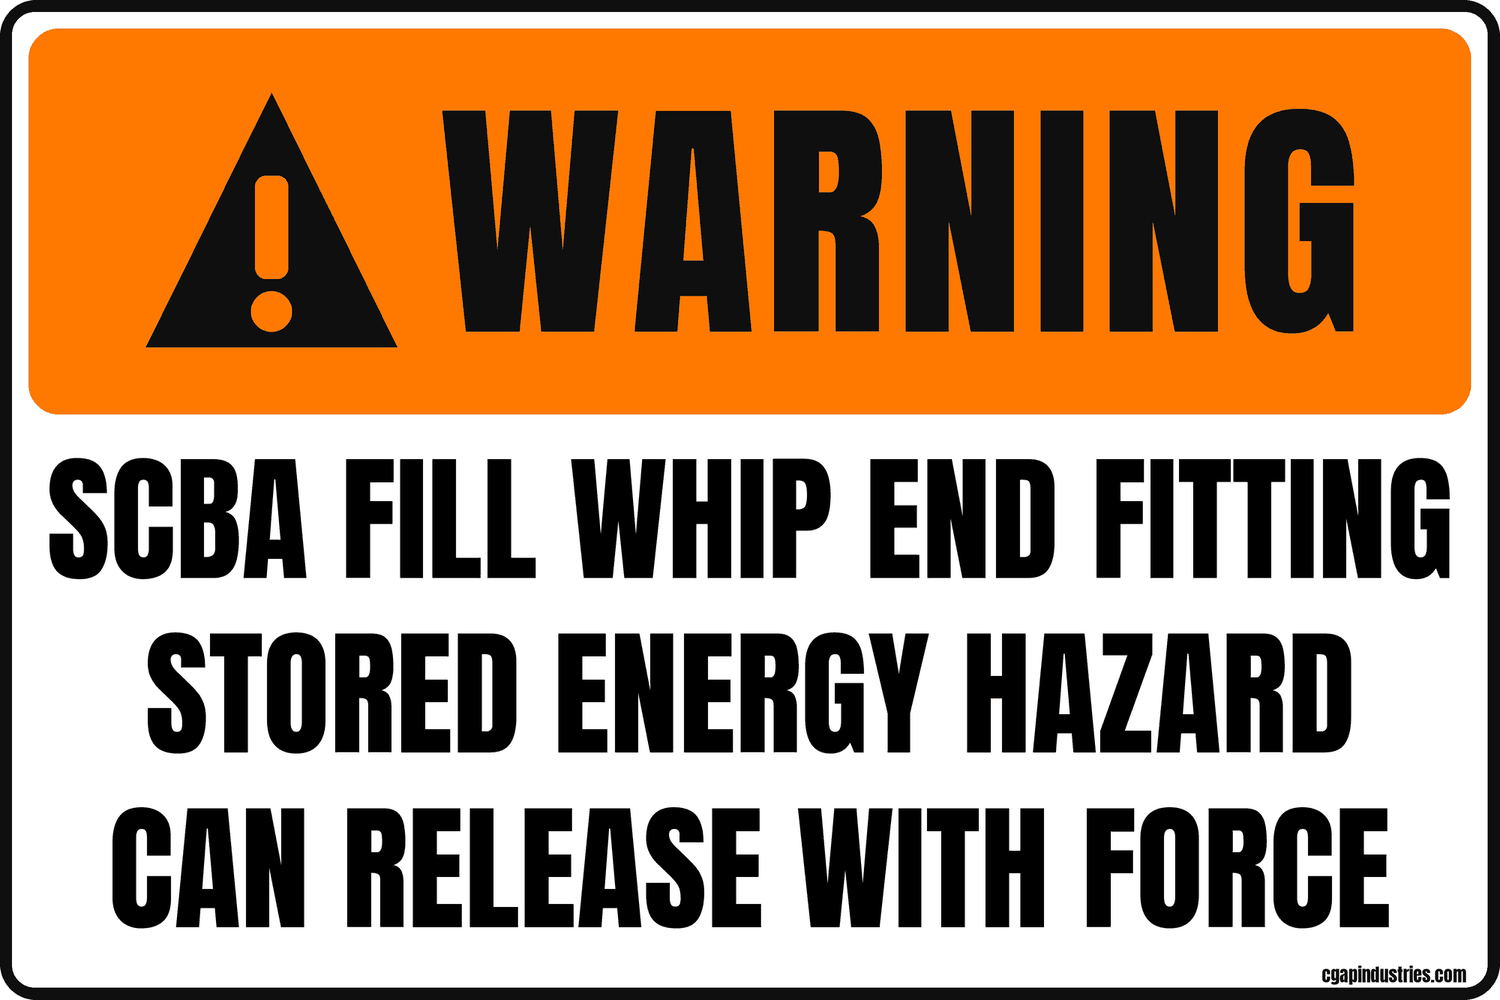 WARNING
SCBA FILL WHIP END FITTING
STORED ENERGY HAZARD
CAN RELEASE WITH FORCE
cgapindustries.com